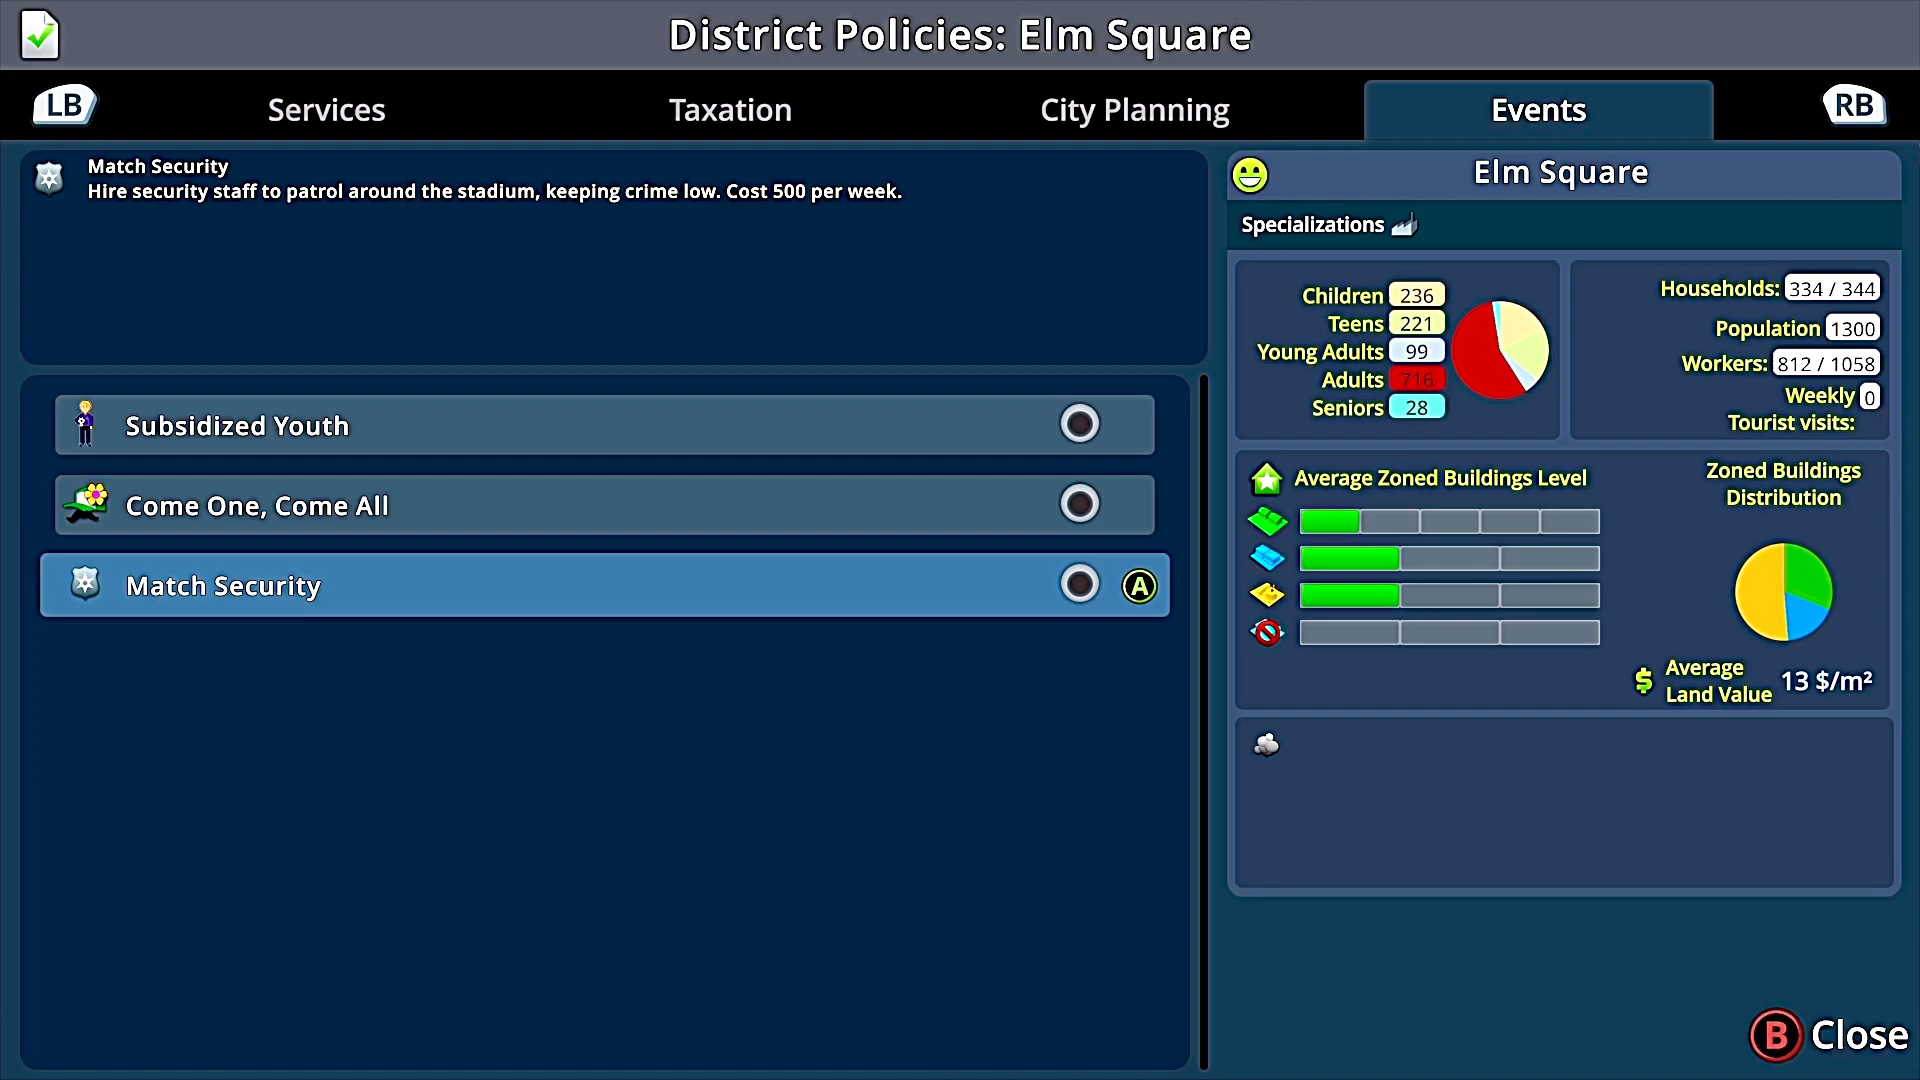 District Policies: Elm Square
LB
Services
Taxation
City Planning
Events
RB
Match Security
Hire security staff to patrol around the stadium, keeping crime low. Cost 500 per week.
Subsidized Youth
Come One, Come All
Match Security
A
Elm Square
Specializations
Children 236
Teens 221
Young Adults 99
Adults 716
Seniors 28
Households: 334 / 344
Population 1300
Workers: 812 / 1058
Weekly 0
Tourist visits:
Average Zoned Buildings Level
Zoned Buildings
Distribution
$ Average
Land Value 13 $/m²
B Close